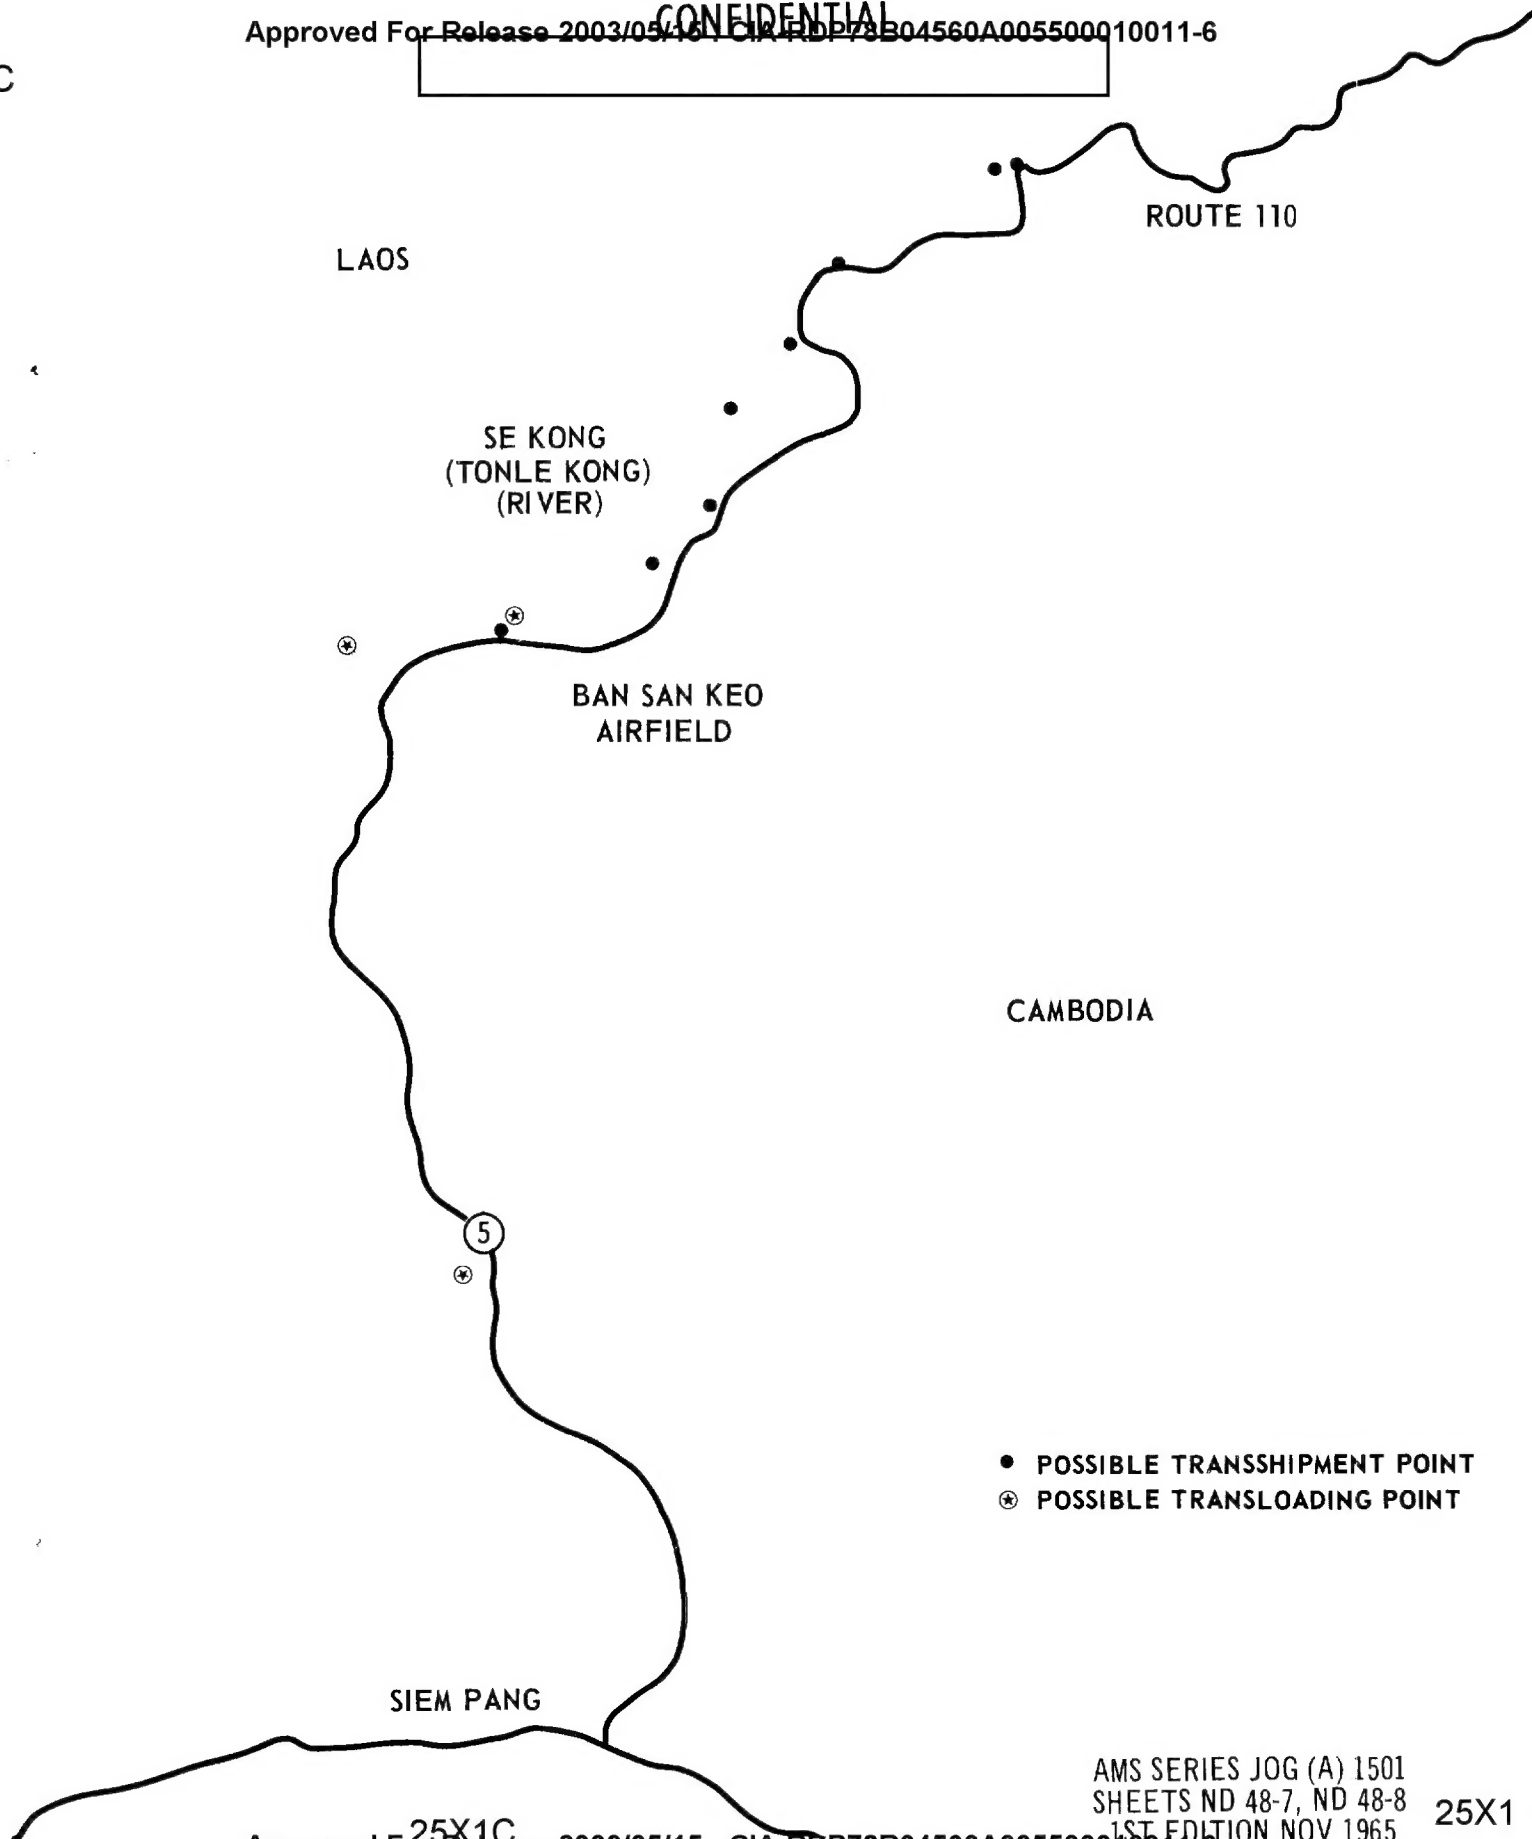 CONFIDENTIAL
Approved For Release 2003/05/15 : CIA-RDP78B04560A005500010011-6
C
ROUTE 110
LAOS
SE KONG
(TONLE KONG)
(RIVER)
BAN SAN KEO
AIRFIELD
CAMBODIA
5
POSSIBLE TRANSSHIPMENT POINT
POSSIBLE TRANSLOADING POINT
SIEM PANG
AMS SERIES JOG (A) 1501
SHEETS ND 48-7, ND 48-8
25X1
1ST EDITION NOV 1965
25X1C